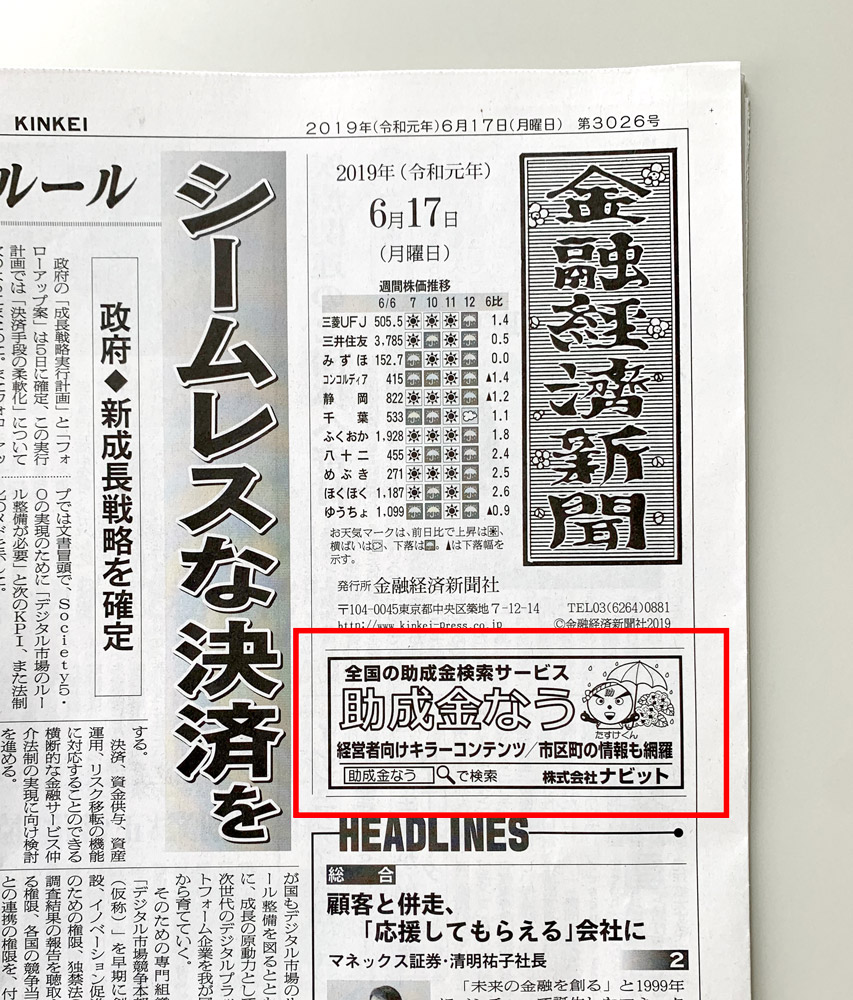 KINKEI
2019年(令和元年)6月17日(月曜日) 第3026号
金融経済新聞
2019年(令和元年)
6月17日
(月曜日)
週間株価推移
6/6 7 10 11 12 6比
三菱UFJ 505.5 1.4
三井住友 3,785 0.5
みずほ 152.7 0.0
コンコルディア 415 ▲1.4
静岡 822 ▲1.2
千葉 533 1.1
ふくおか 1.928 1.8
八十二 455 2.4
めぶき 271 2.5
ほくほく 1.187 2.6
ゆうちょ 1.099 ▲0.9
お天気マークは、前日比で上昇は、
横ばいは、下落は。▲は下落幅を
示す。
発行所 金融経済新聞社
〒104-0045東京都中央区築地7-12-14 TEL03(6264)0881
http://www.kinkei-press.co.jp ©金融経済新聞社2019
全国の助成金検索サービス
助成金なう
助
たすけくん
経営者向けキラーコンテンツ/市区町の情報も網羅
助成金なう で検索 株式会社ナビット
HEADLINES
総合
顧客と併走、
「応援してもらえる」会社に
マネックス証券・清明祐子社長 2
「未来の金融を創る」と1999年
ルール
シームレスな決済を
政府◆新成長戦略を確定
政府の「成長戦略実行計画」と「フォ
ローアップ案」は5日に確定、この実行
計画では「決済手段の柔軟化」について
プでは文書冒頭で、Society5・
0の実現のために「デジタル市場のルー
ル整備が必要」と次のKPI、また法制
する。
決済、資金供与、資産
運用、リスク移転の機能
に対応することのできる
横断的な金融サービス仲
介法制の実現に向け検討
を進める。
が国もデジタル市場のル
ール整備を図るとと
に、成長の原動力として
次世代のデジタルプラッ
トフォーム企業を我が
から育てていく。
そのための専門組織
「デジタル市場競争本部
(仮称)」を早期に
設、イノベーション促
のための権限、独禁法
調査結果の報告を聴取
る権限、各国の競争当
との連携の権限を、付